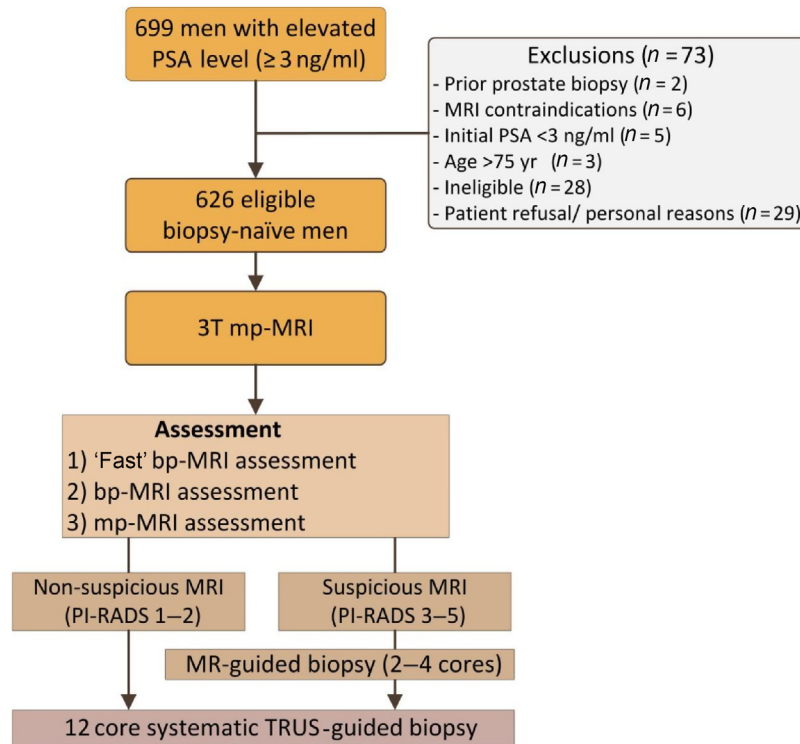 699 men with elevated
PSA level (≥ 3 ng/ml)
Exclusions (n = 73)
- Prior prostate biopsy (n = 2)
- MRI contraindications (n = 6)
- Initial PSA <3 ng/ml (n = 5)
- Age >75 yr (n = 3)
- Ineligible (n = 28)
- Patient refusal/ personal reasons (n = 29)
626 eligible
biopsy-naïve men
3T mp-MRI
Assessment
1) ‘Fast’ bp-MRI assessment
2) bp-MRI assessment
3) mp-MRI assessment
Non-suspicious MRI
(PI-RADS 1–2)
Suspicious MRI
(PI-RADS 3–5)
MR-guided biopsy (2–4 cores)
12 core systematic TRUS-guided biopsy